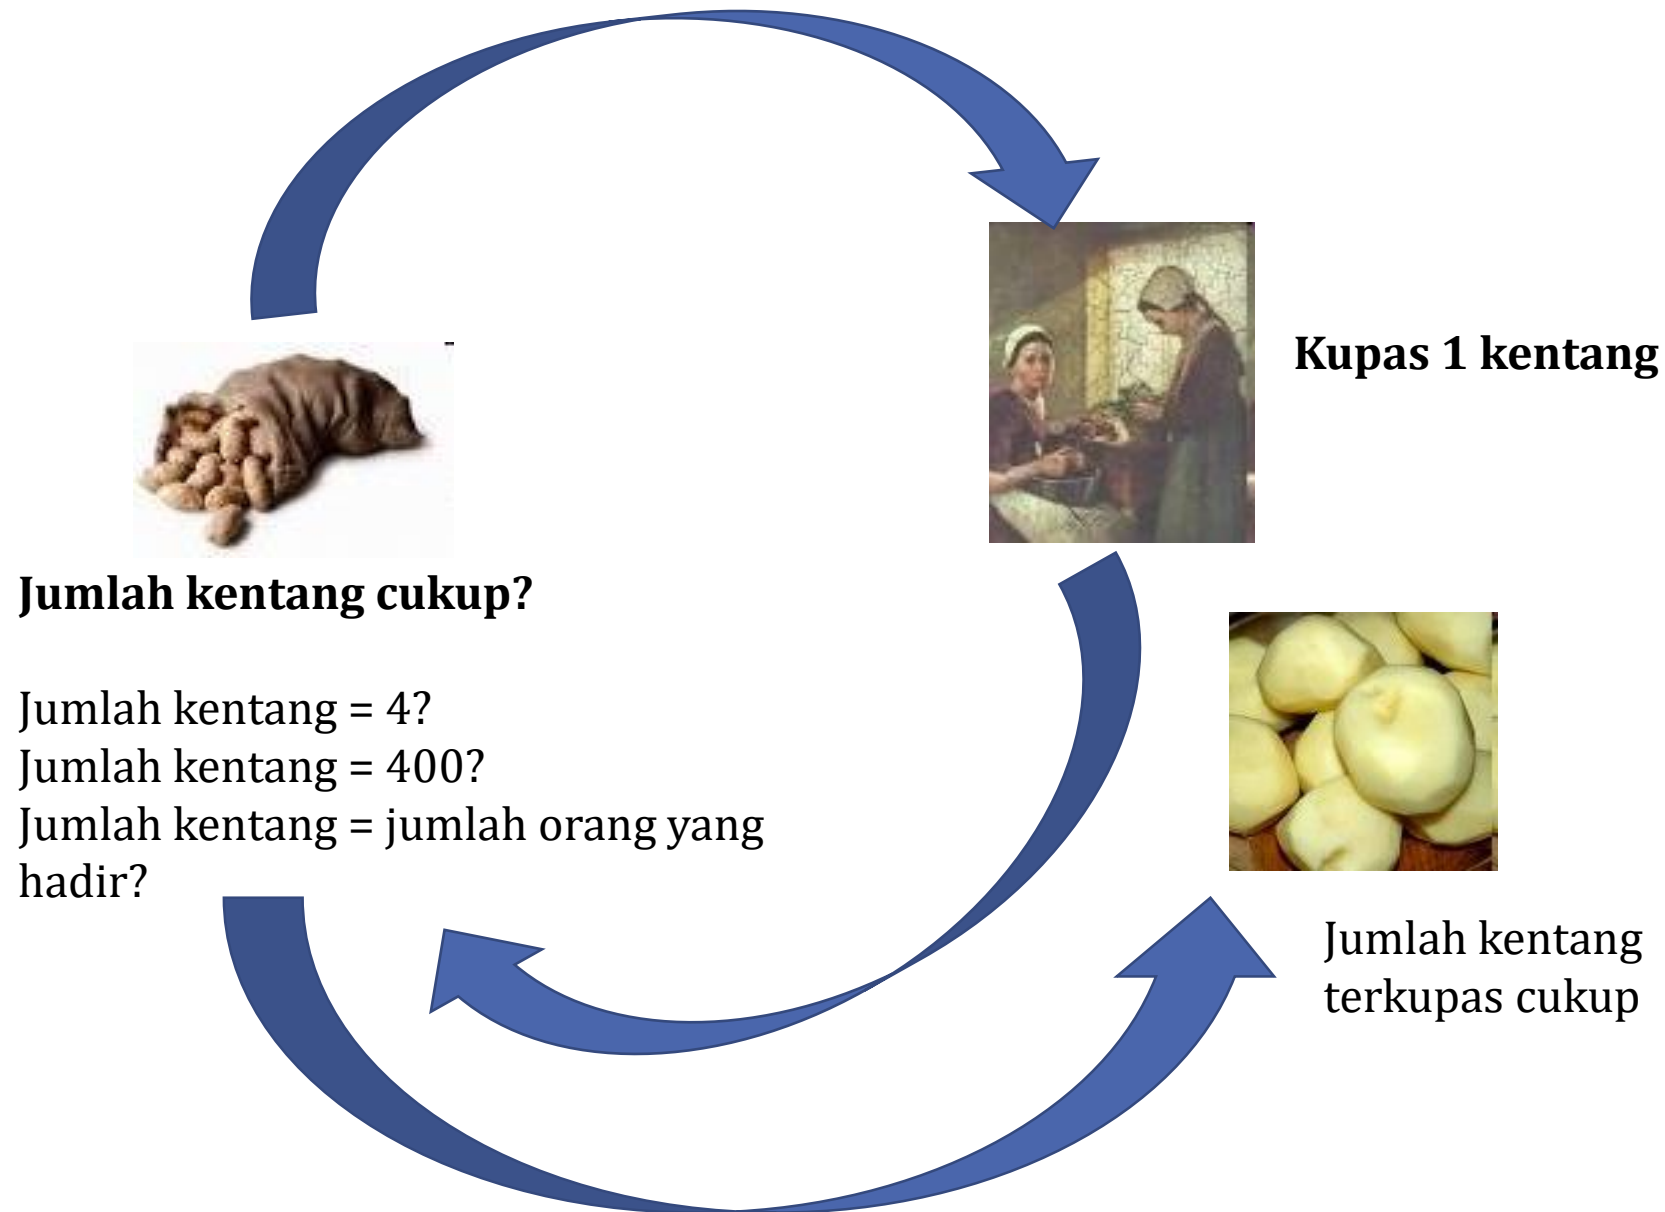 Kupas 1 kentang
Jumlah kentang cukup?
Jumlah kentang = 4?
Jumlah kentang = 400?
Jumlah kentang = jumlah orang yang
hadir?
Jumlah kentang
terkupas cukup